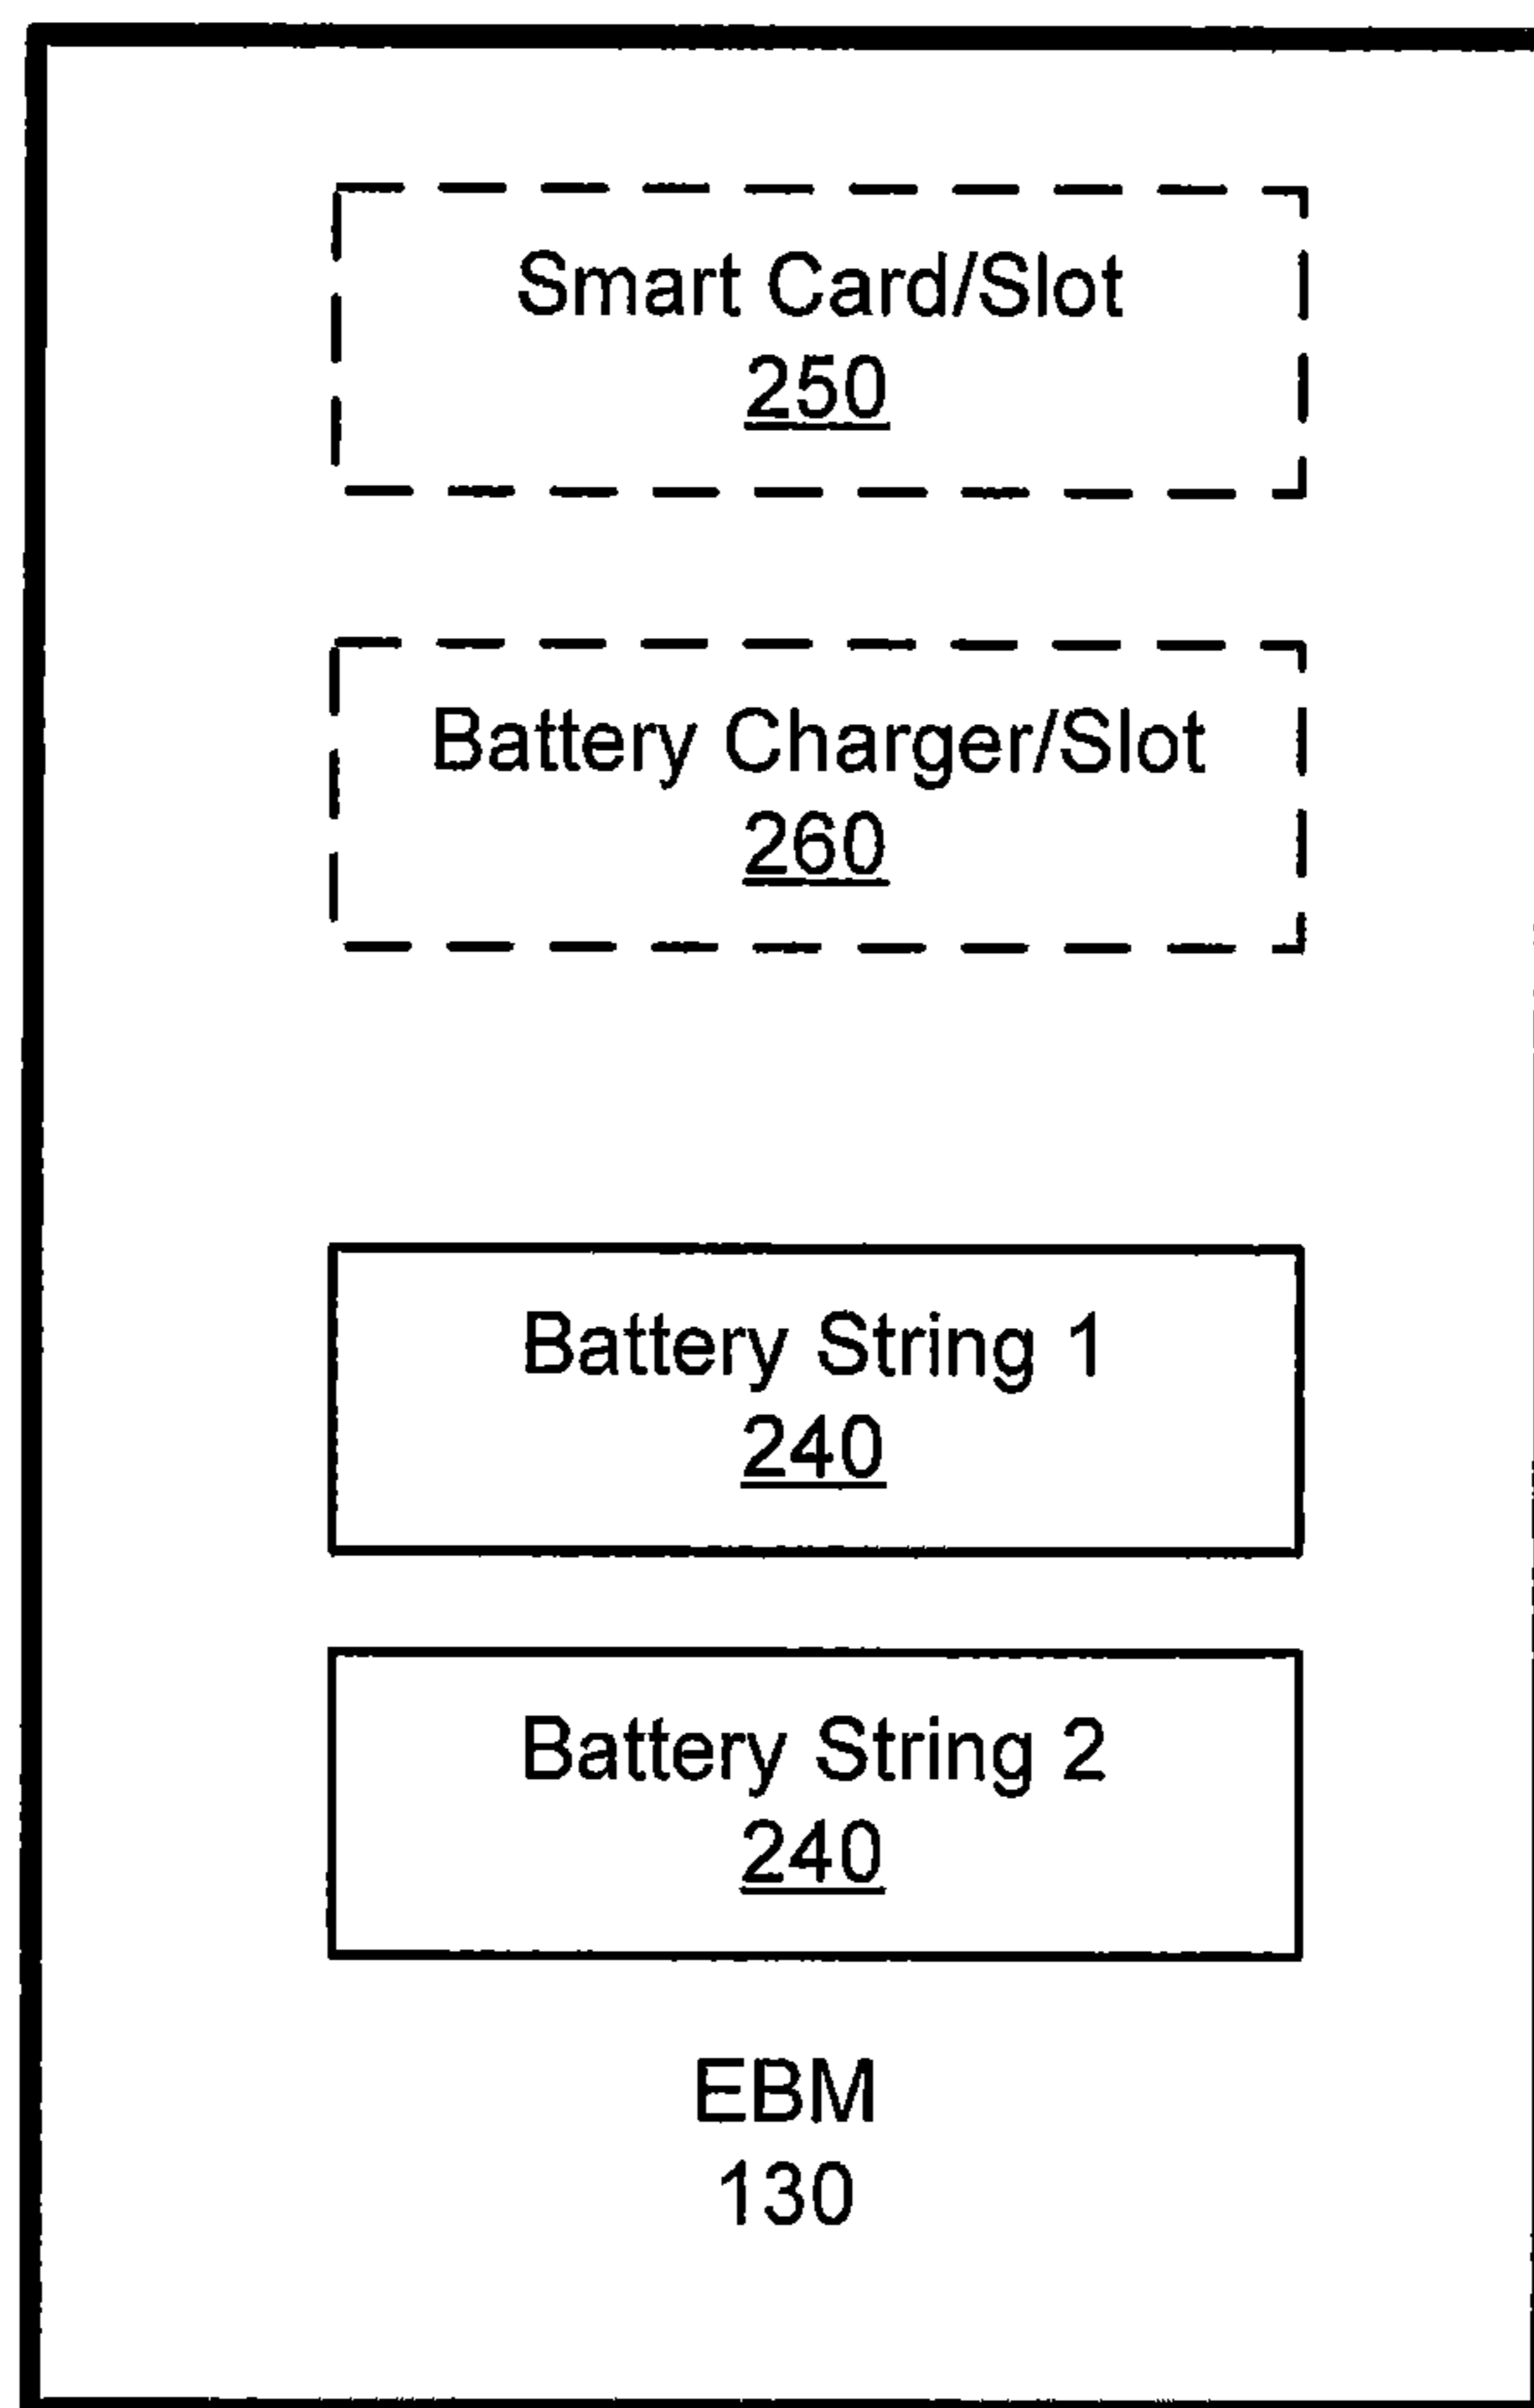 Smart Card/Slot
250
Battery Charger/Slot
260
Battery String 1
240
Battery String 2
240
EBM
130